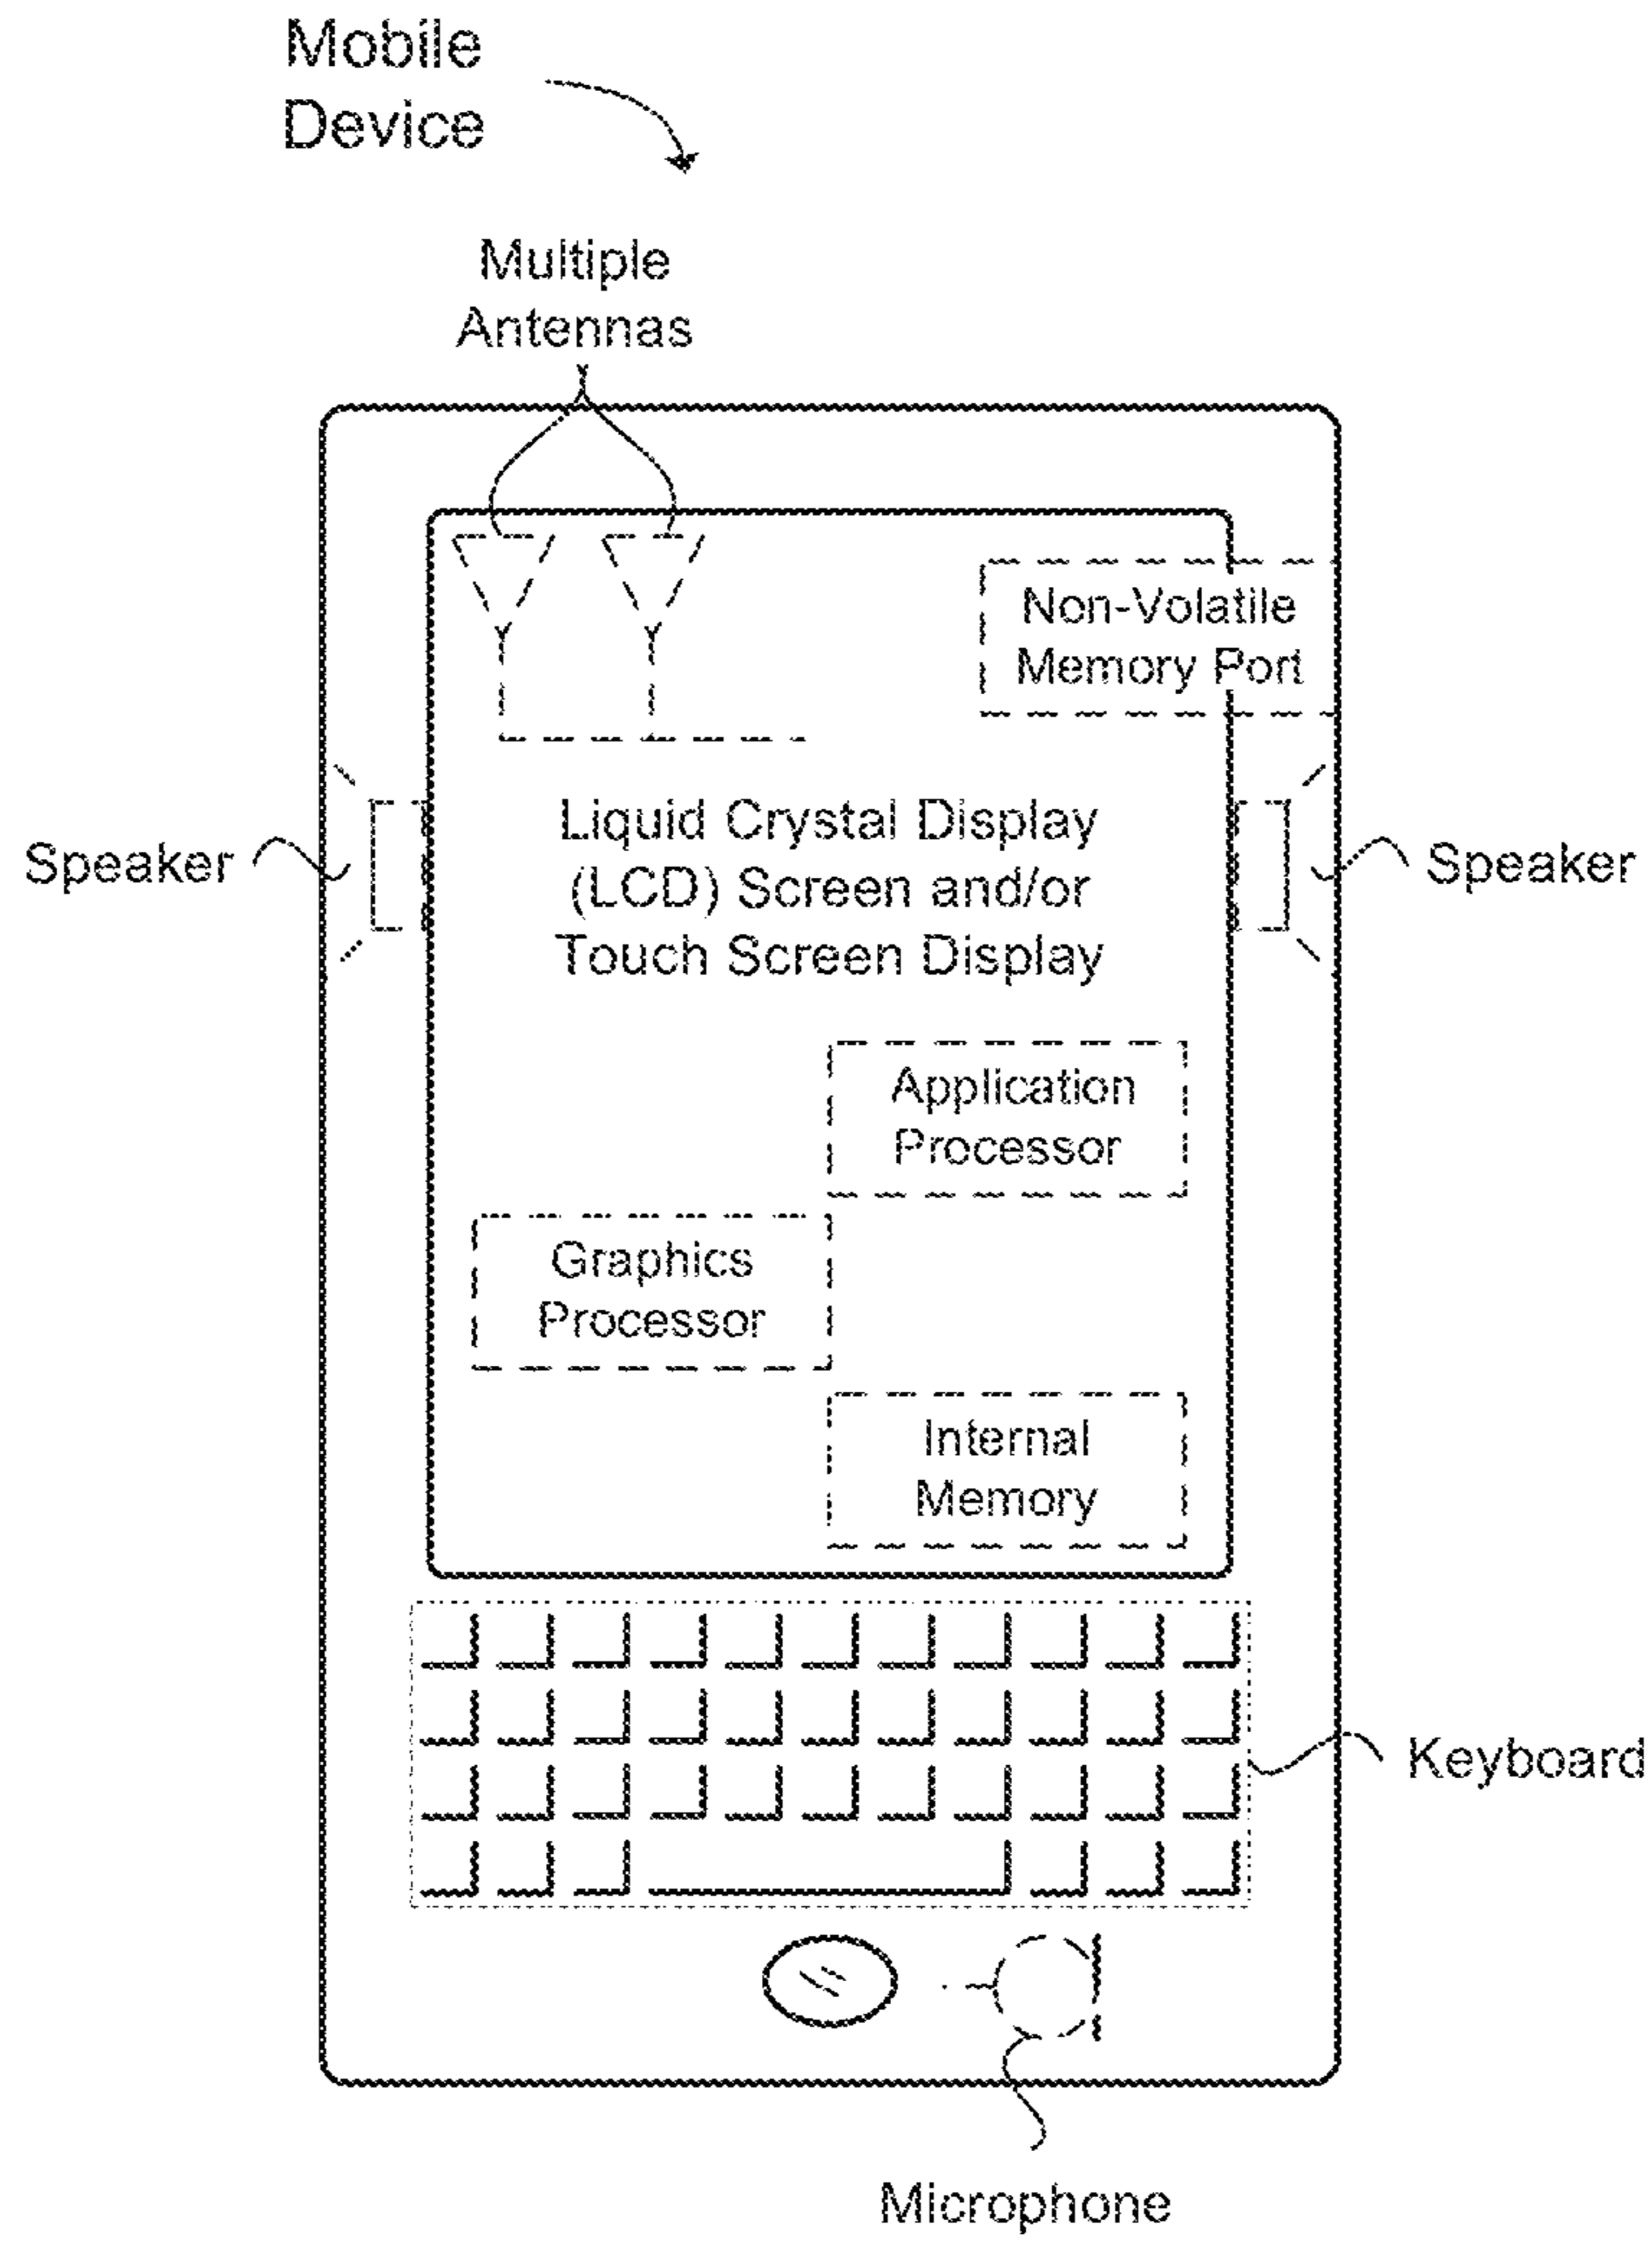 Mobile
Device
Multiple
Antennas
Non-Volatile
Memory Port
Speaker
Liquid Crystal Display
(LCD) Screen and/or
Touch Screen Display
Speaker
Application
Processor
Graphics
Processor
Internal
Memory
Keyboard
Microphone